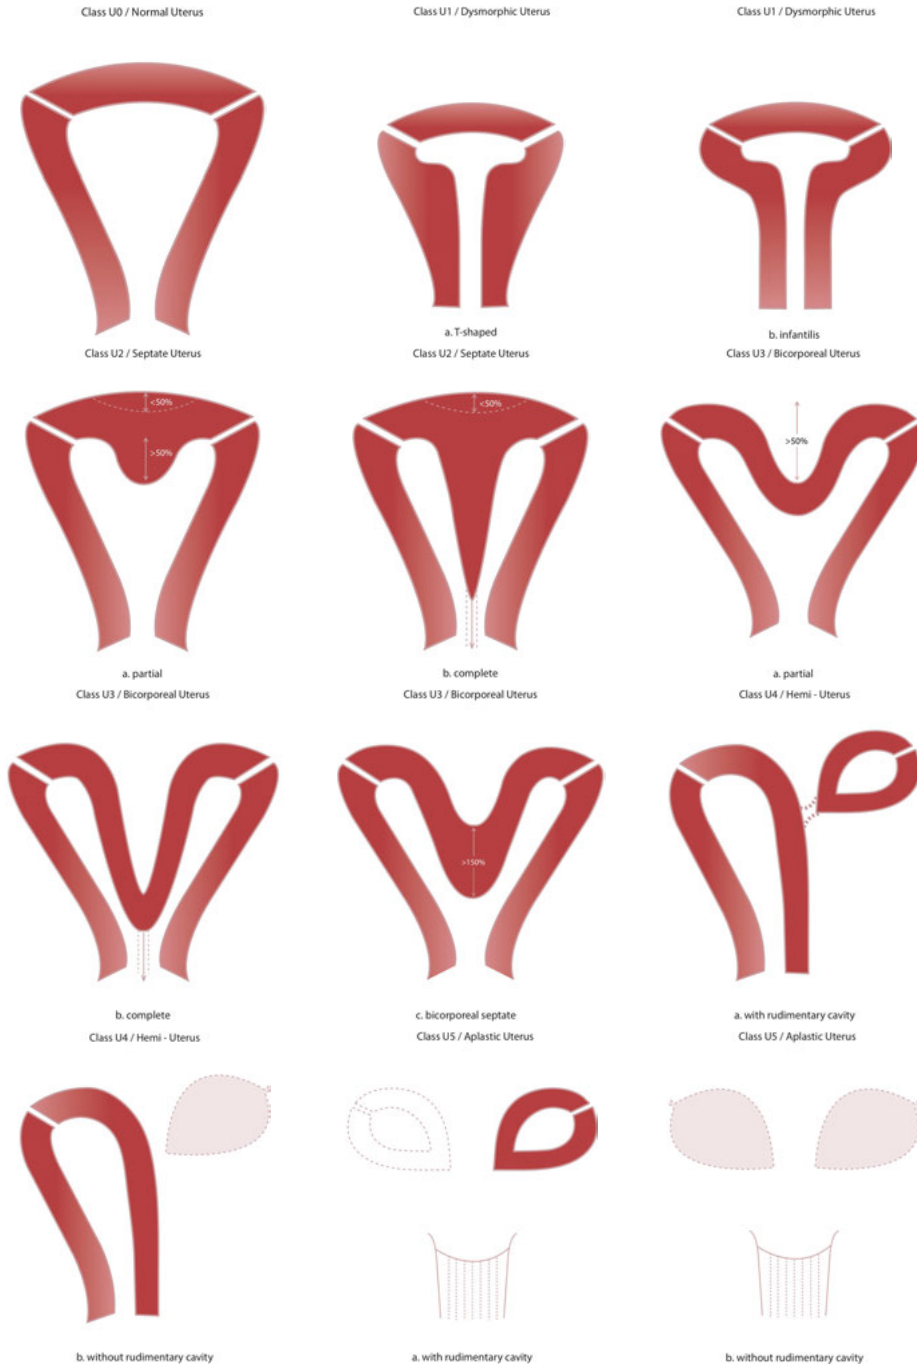 Class U0 / Normal Uterus
Class U1 / Dysmorphic Uterus
Class U1 / Dysmorphic Uterus
a. T-shaped
b. infantilis
Class U2 / Septate Uterus
Class U2 / Septate Uterus
Class U3 / Bicorporeal Uterus
<50%
<50%
>50%
>50%
a. partial
b. complete
a. partial
Class U3 / Bicorporeal Uterus
Class U3 / Bicorporeal Uterus
Class U4 / Hemi - Uterus
>150%
b. complete
c. bicorporeal septate
a. with rudimentary cavity
Class U4 / Hemi - Uterus
Class U5 / Aplastic Uterus
Class U5 / Aplastic Uterus
b. without rudimentary cavity
a. with rudimentary cavity
b. without rudimentary cavity